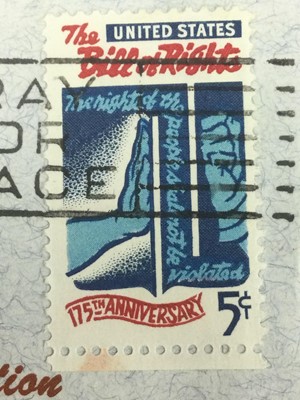 UNITED STATES
The
Bill of Rights
The right of the
people shall not be
violated
175TH ANNIVERSARY
5¢
RAY
OR
ACE
tion